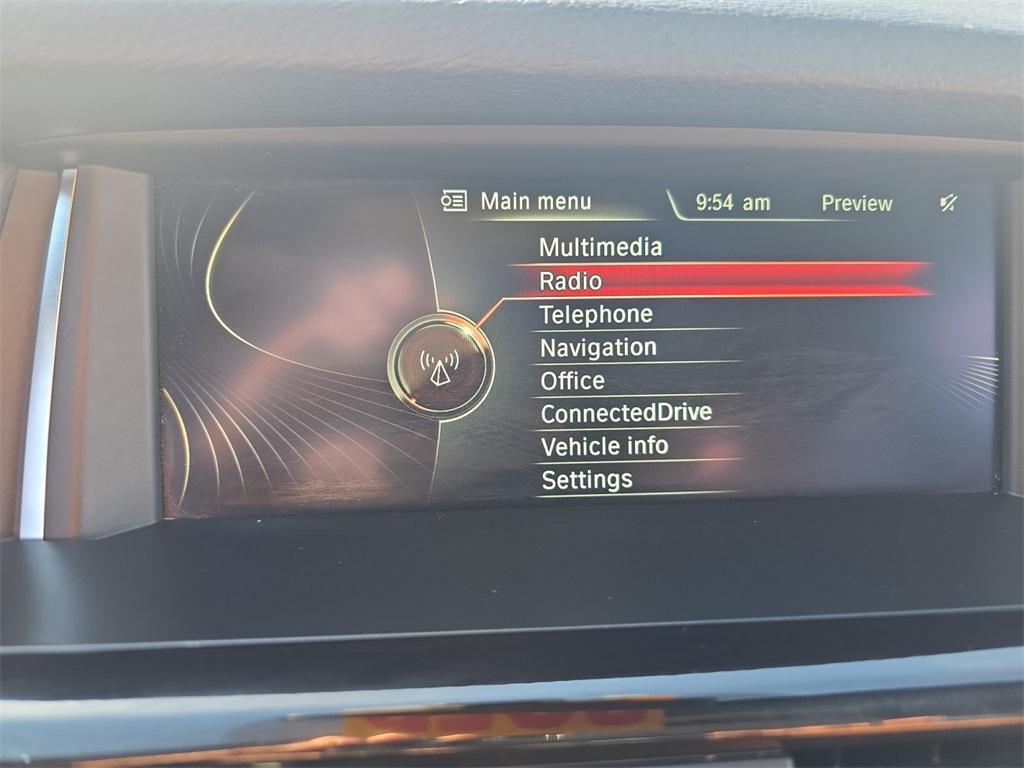 Main menu 9:54 am Preview
Multimedia
Radio
Telephone
Navigation
Office
ConnectedDrive
Vehicle info
Settings